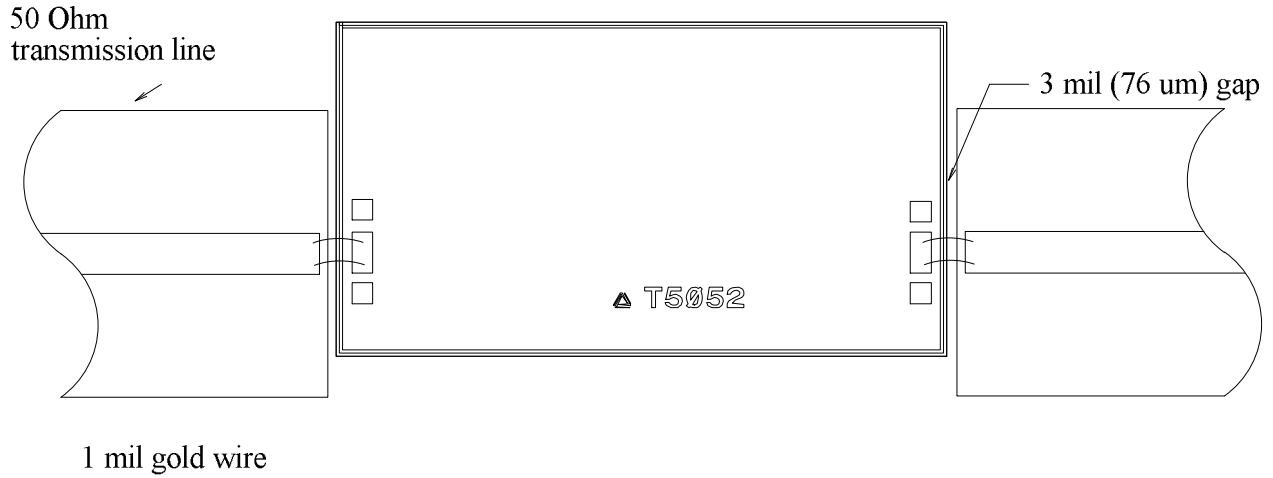 50 Ohm
transmission line
3 mil (76 um) gap
T5Ø52
1 mil gold wire